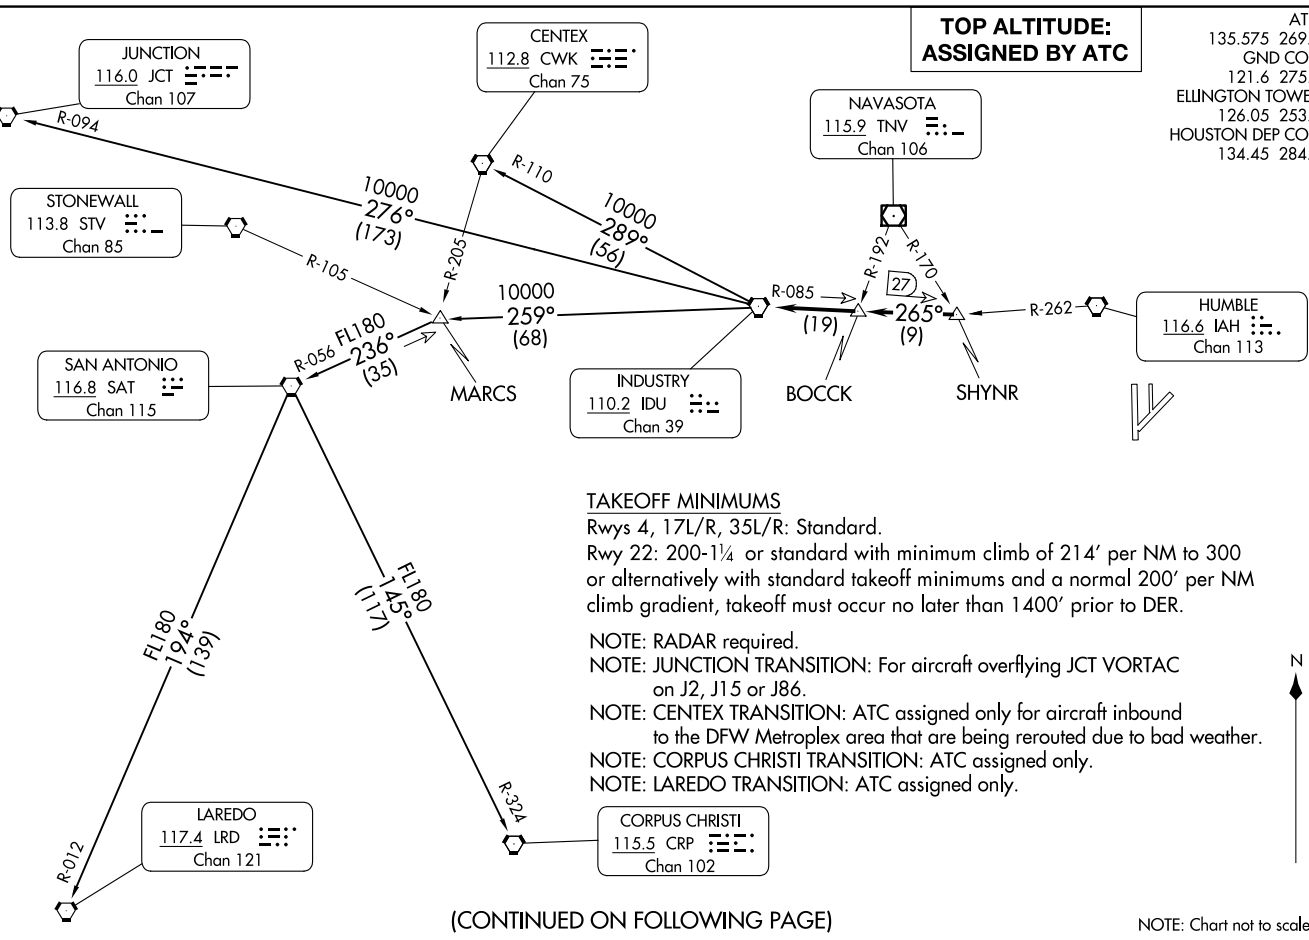 TOP ALTITUDE:
ASSIGNED BY ATC
AT
135.575 269.
GND CO
121.6 275.
ELLINGTON TOWE
126.05 253.
HOUSTON DEP CO
134.45 284.
JUNCTION
116.0 JCT
Chan 107
CENTEX
112.8 CWK
Chan 75
NAVASOTA
115.9 TNV
Chan 106
STONEWALL
113.8 STV
Chan 85
R-094
R-110
10000
276°
(173)
10000
289°
(56)
R-205
R-105
R-192
R-170
27
R-085
265°
(19)
(9)
R-262
HUMBLE
116.6 IAH
Chan 113
10000
259°
(68)
FL180
R-056
236°
(35)
SAN ANTONIO
116.8 SAT
Chan 115
MARCS
INDUSTRY
110.2 IDU
Chan 39
BOCCK
SHYNR
TAKEOFF MINIMUMS
Rwys 4, 17L/R, 35L/R: Standard.
Rwy 22: 200-1¼ or standard with minimum climb of 214' per NM to 300
or alternatively with standard takeoff minimums and a normal 200' per NM
climb gradient, takeoff must occur no later than 1400' prior to DER.
NOTE: RADAR required.
NOTE: JUNCTION TRANSITION: For aircraft overflying JCT VORTAC
on J2, J15 or J86.
NOTE: CENTEX TRANSITION: ATC assigned only for aircraft inbound
to the DFW Metroplex area that are being rerouted due to bad weather.
NOTE: CORPUS CHRISTI TRANSITION: ATC assigned only.
NOTE: LAREDO TRANSITION: ATC assigned only.
FL180
194°
(139)
FL180
145°
(117)
N
R-324
R-012
LAREDO
117.4 LRD
Chan 121
CORPUS CHRISTI
115.5 CRP
Chan 102
(CONTINUED ON FOLLOWING PAGE)
NOTE: Chart not to scale